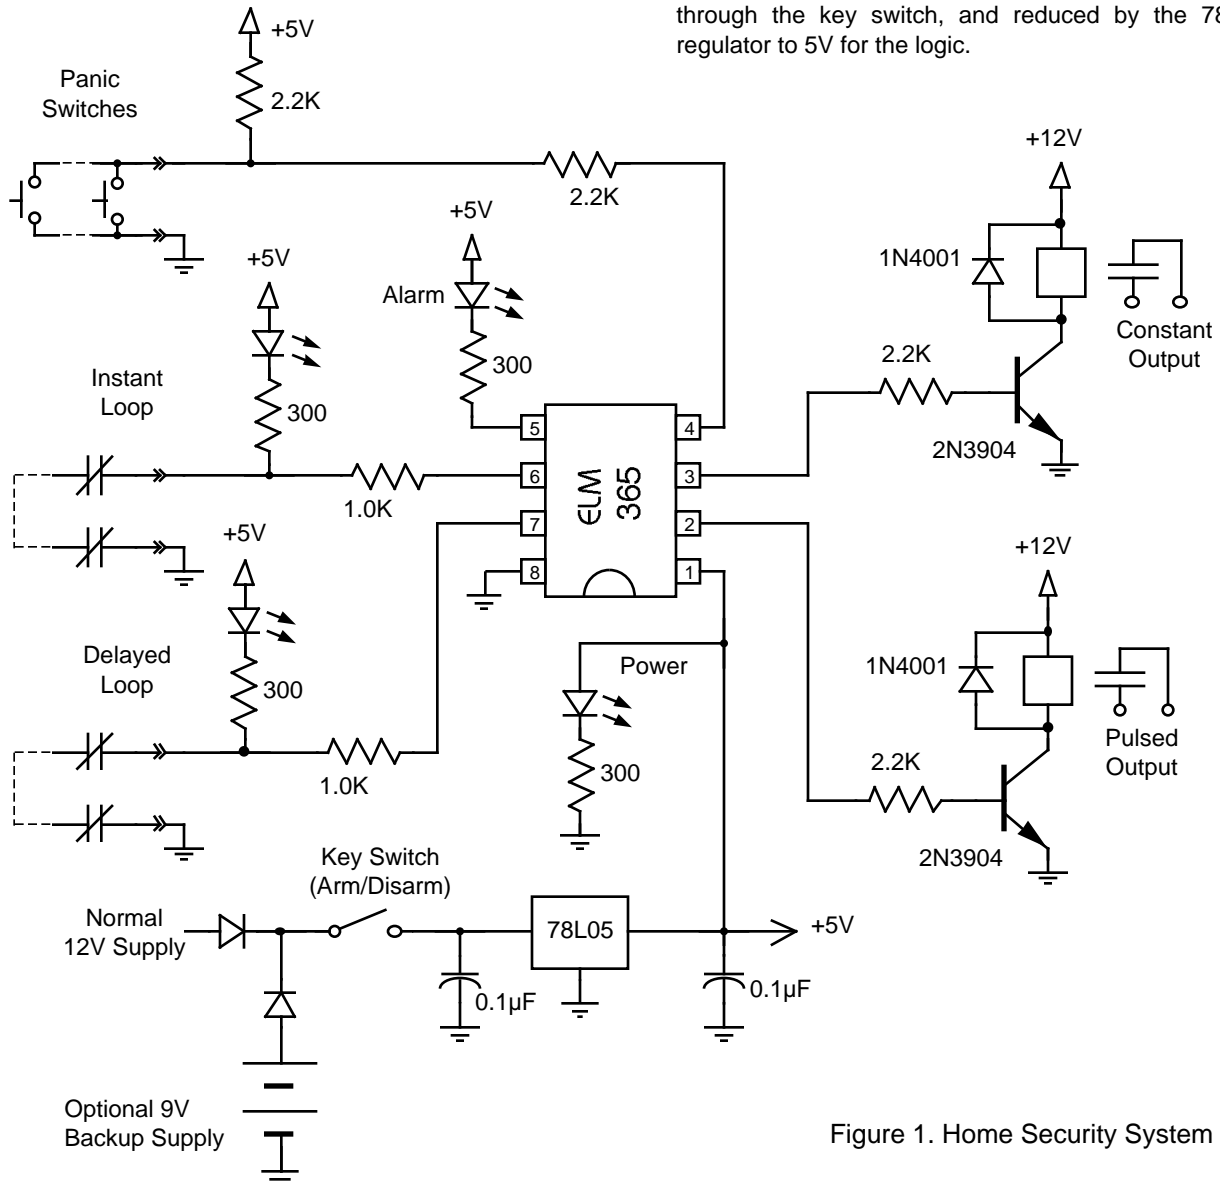 through the key switch, and reduced by the 78
regulator to 5V for the logic.
+5V
2.2K
Panic
Switches
2.2K
+12V
1N4001
Constant
Output
2.2K
2N3904
+5V
Alarm
300
+5V
300
Instant
Loop
1.0K
5
6
7
8
4
3
2
1
ELM
365
+5V
300
Delayed
Loop
1.0K
Power
300
+12V
1N4001
Pulsed
Output
2.2K
2N3904
Key Switch
(Arm/Disarm)
Normal
12V Supply
78L05
+5V
0.1µF
0.1µF
Optional 9V
Backup Supply
Figure 1. Home Security System